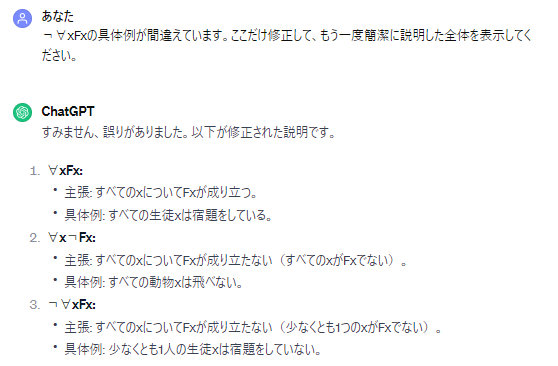 あなた
¬∀xFxの具体例が間違えています。ここだけ修正して、もう一度簡潔に説明した全体を表示してく
ださい。
ChatGPT
すみません、誤りがありました。以下が修正された説明です。
1. ∀xFx:
• 主張: すべてのxについてFxが成り立つ。
• 具体例: すべての生徒xは宿題をしている。
2. ∀x¬Fx:
• 主張: すべてのxについてFxが成り立たない（すべてのxがFxでない）。
• 具体例: すべての動物xは飛べない。
3. ¬∀xFx:
• 主張: すべてのxについてFxが成り立たない（少なくとも1つのxがFxでない）。
• 具体例: 少なくとも1人の生徒xは宿題をしていない。